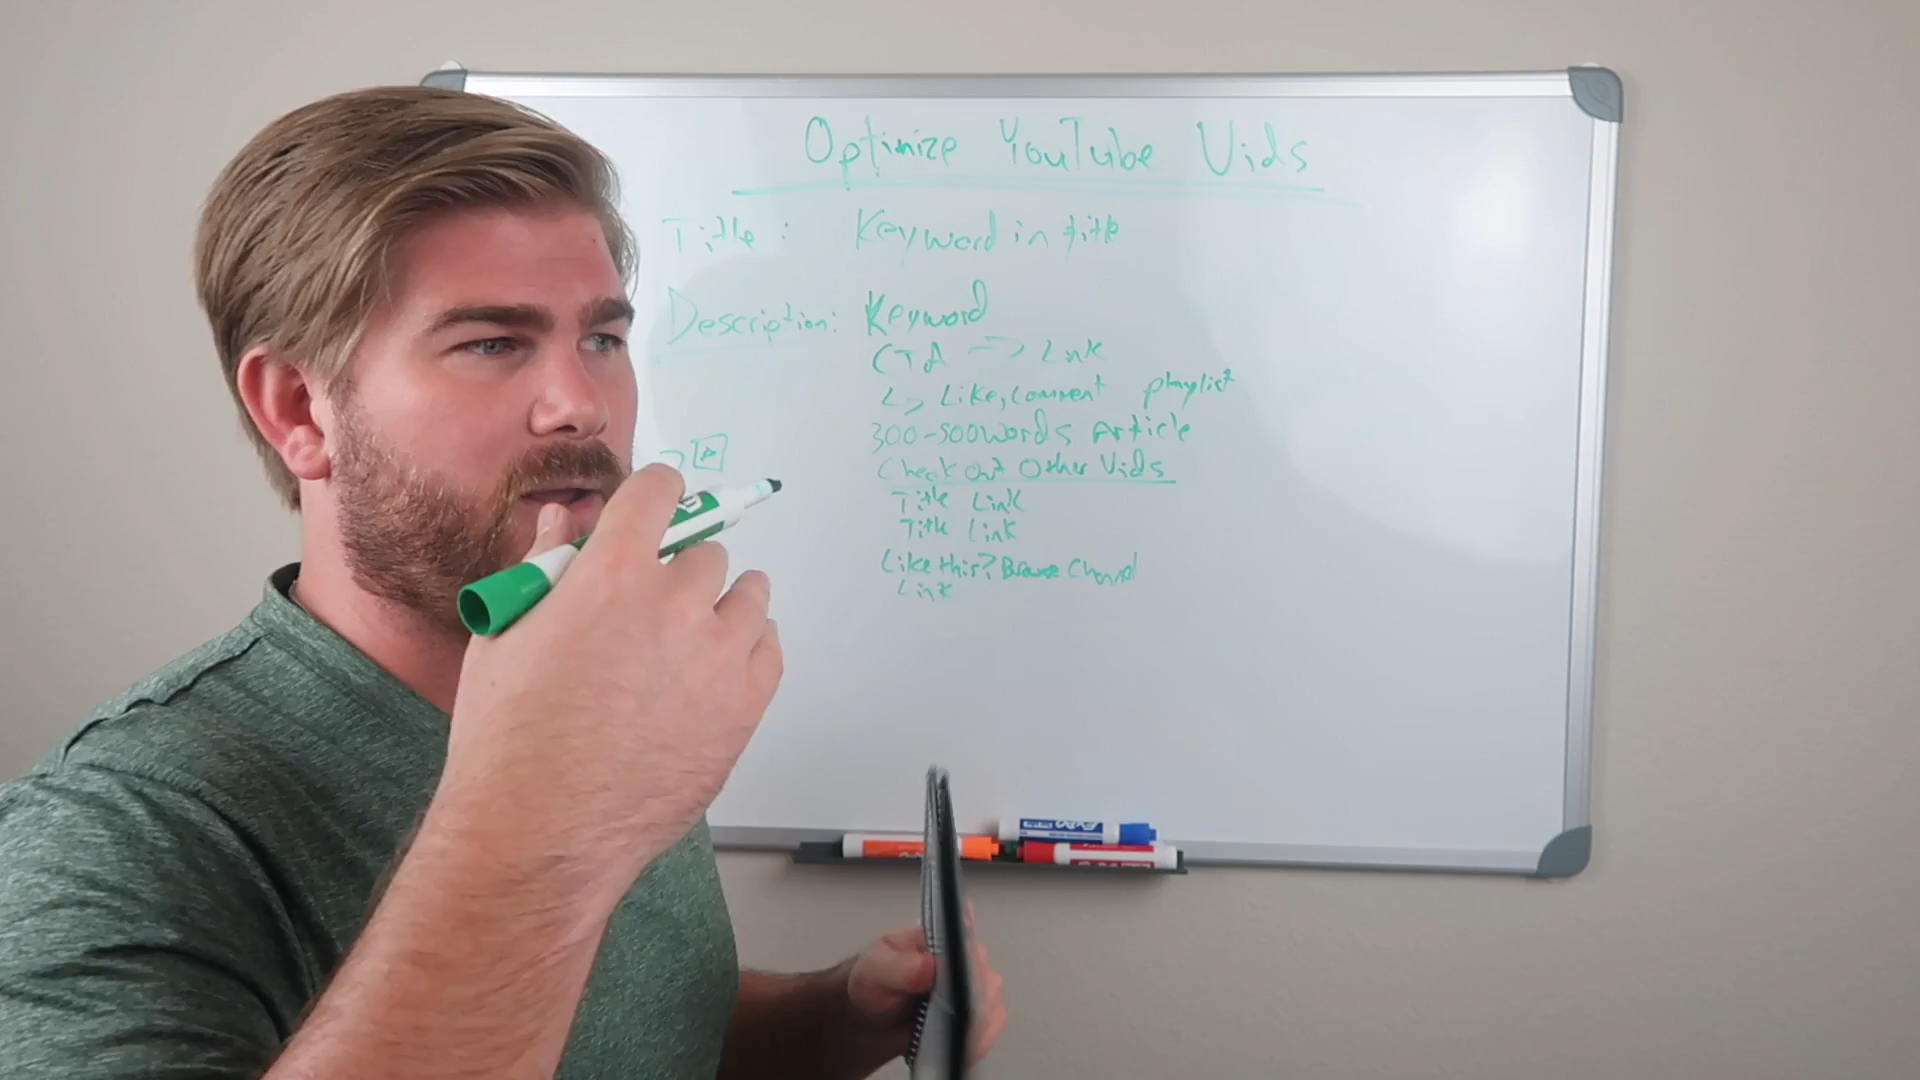 Optimize YouTube Vids
Title: Keyword in title
Description: Keyword
CTA → Link
↳ Like, Comment playlist
300-500 words Article
Check out Other Vids
Title Link
Title Link
Like this? Browse Channel
Link